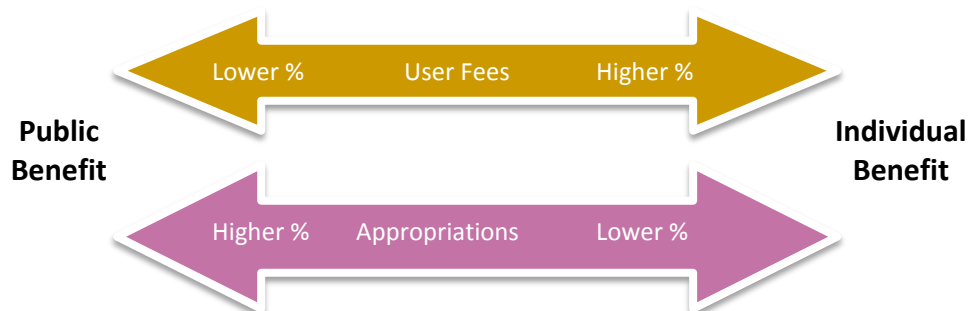 Lower % User Fees Higher %
Public
Benefit
Individual
Benefit
Higher % Appropriations Lower %